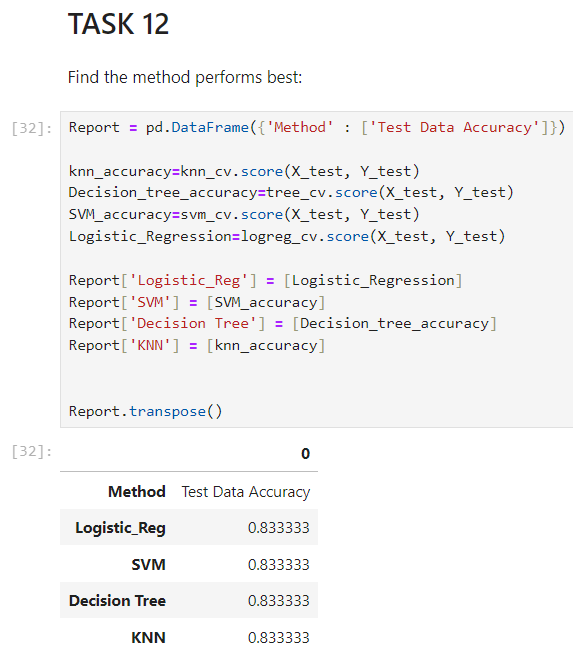 TASK 12
Find the method performs best:
[32]: Report = pd.DataFrame({'Method' : ['Test Data Accuracy']})
knn_accuracy=knn_cv.score(X_test, Y_test)
Decision_tree_accuracy=tree_cv.score(X_test, Y_test)
SVM_accuracy=svm_cv.score(X_test, Y_test)
Logistic_Regression=logreg_cv.score(X_test, Y_test)
Report['Logistic_Reg'] = [Logistic_Regression]
Report['SVM'] = [SVM_accuracy]
Report['Decision Tree'] = [Decision_tree_accuracy]
Report['KNN'] = [knn_accuracy]
Report.transpose()
[32]: 0
Method Test Data Accuracy
Logistic_Reg 0.833333
SVM 0.833333
Decision Tree 0.833333
KNN 0.833333